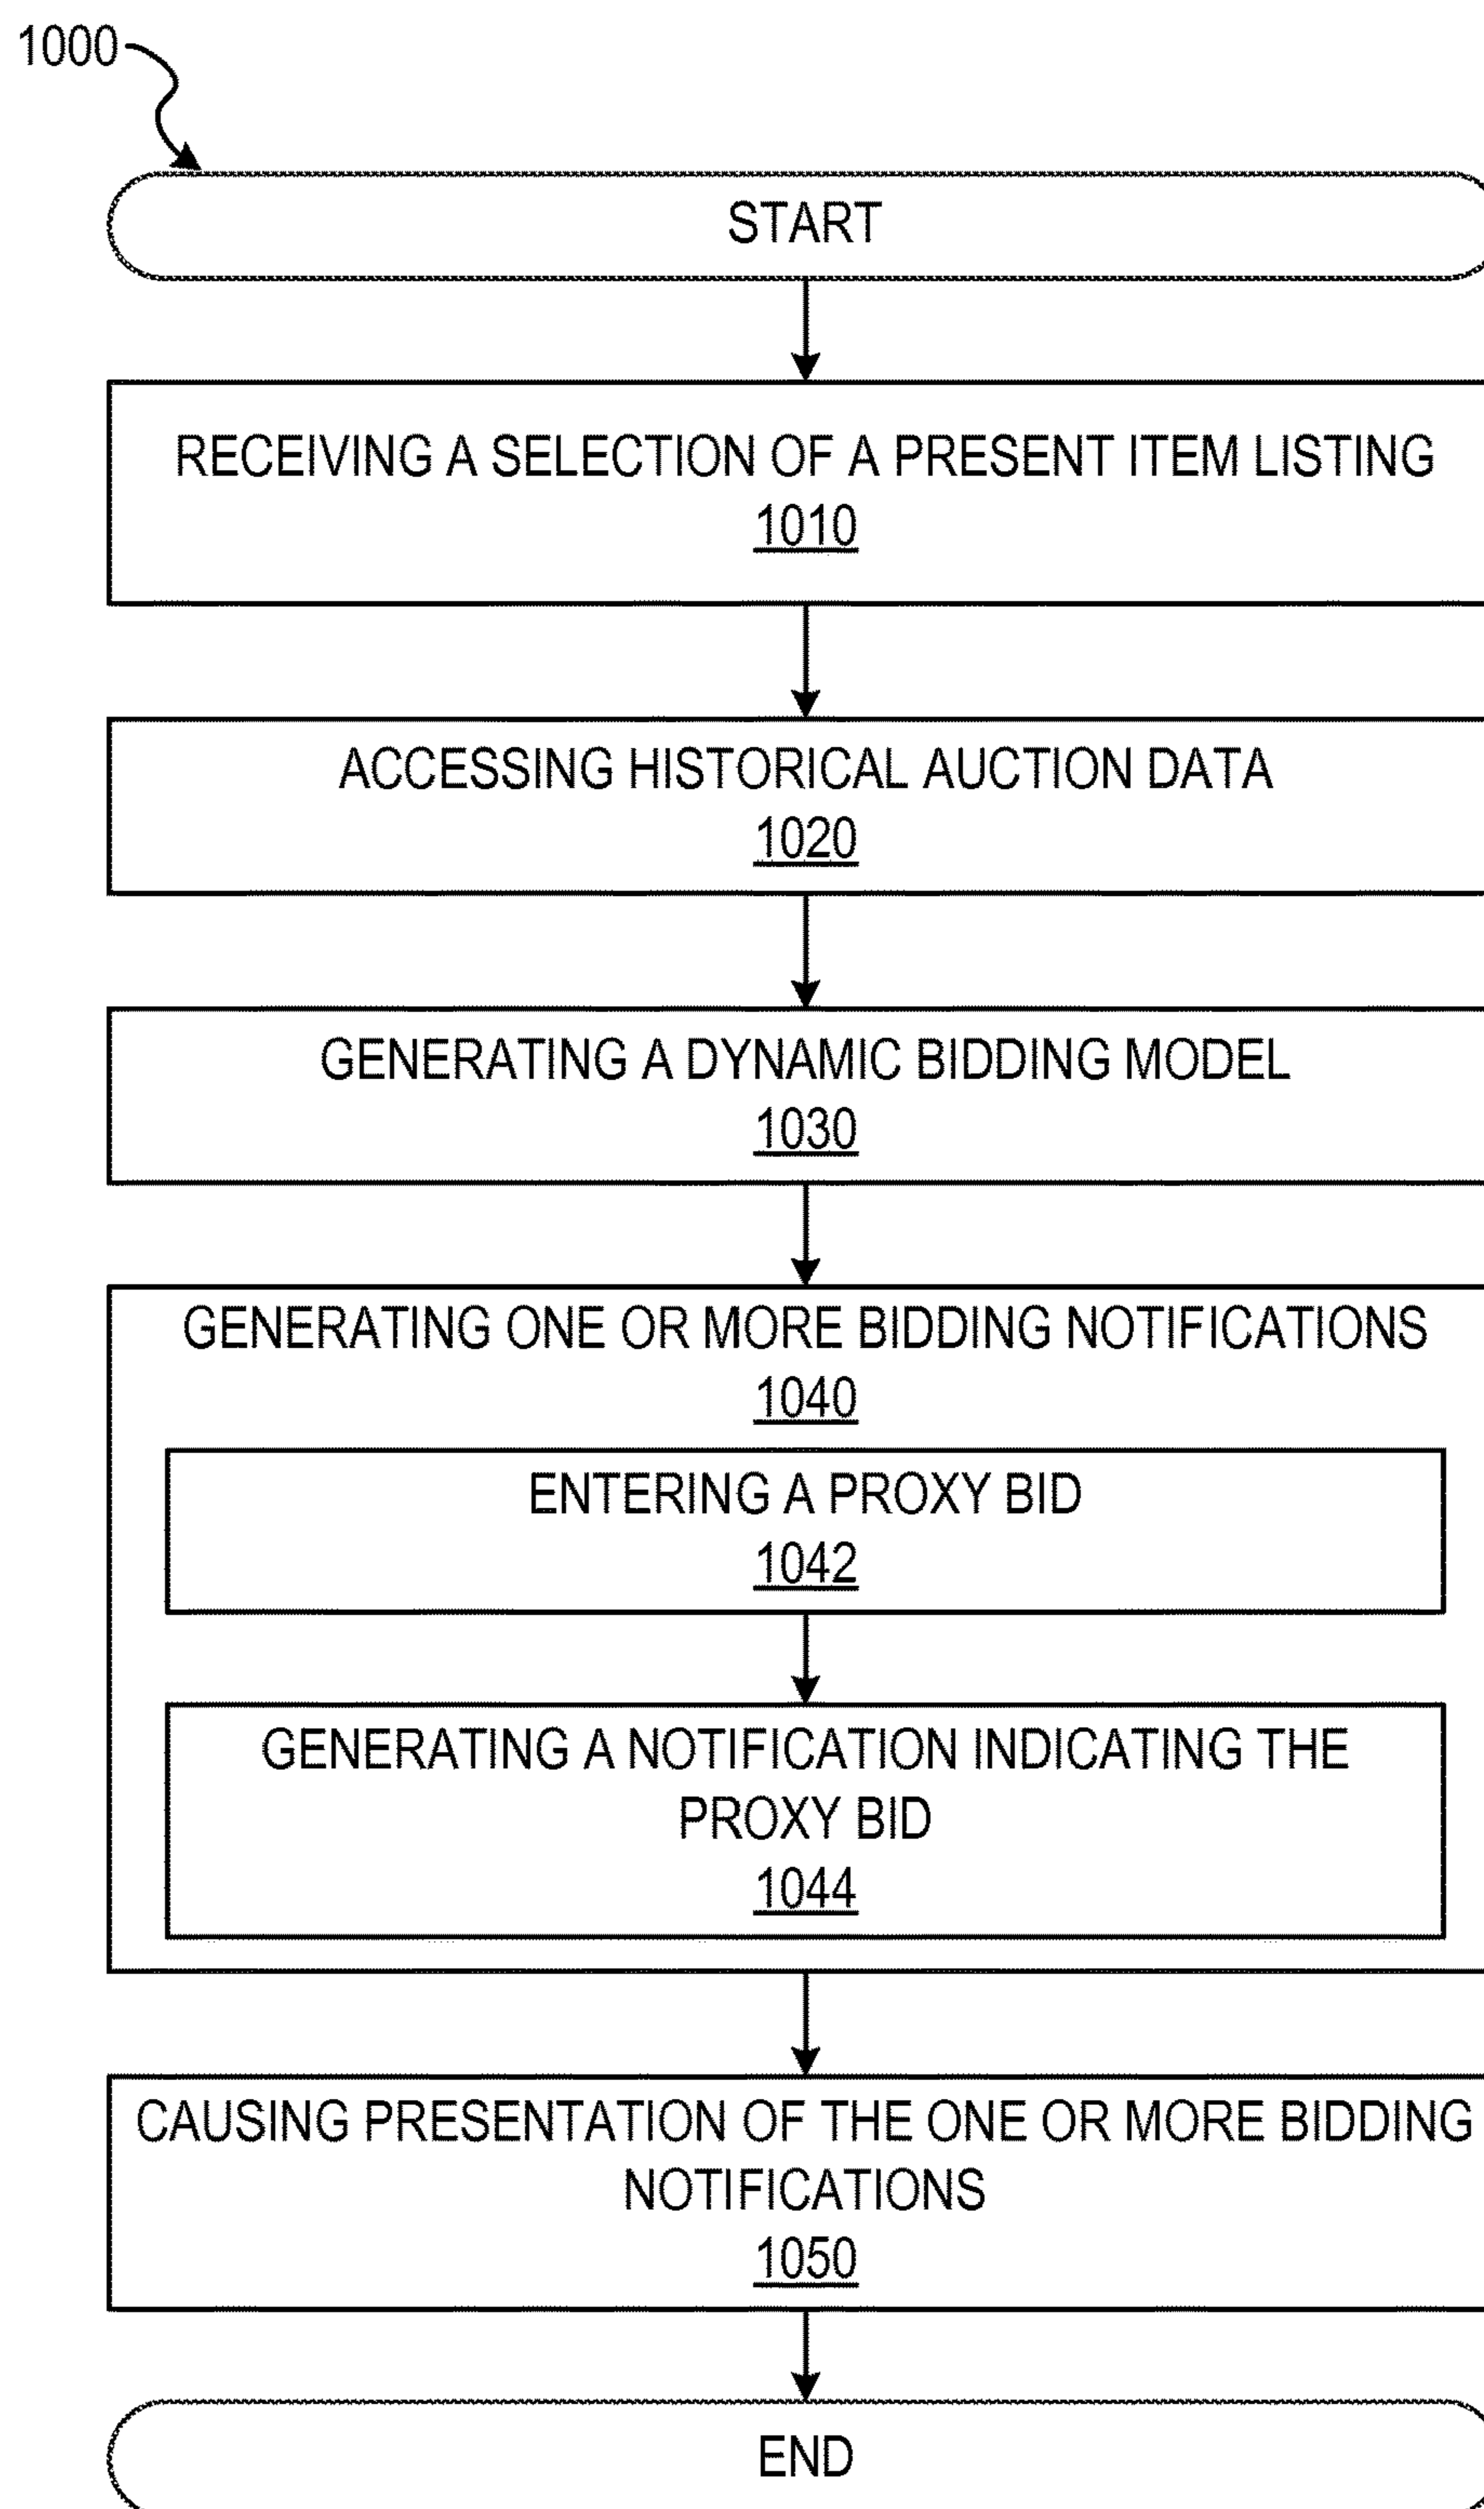 1000
START
RECEIVING A SELECTION OF A PRESENT ITEM LISTING
1010
ACCESSING HISTORICAL AUCTION DATA
1020
GENERATING A DYNAMIC BIDDING MODEL
1030
GENERATING ONE OR MORE BIDDING NOTIFICATIONS
1040
ENTERING A PROXY BID
1042
GENERATING A NOTIFICATION INDICATING THE
PROXY BID
1044
CAUSING PRESENTATION OF THE ONE OR MORE BIDDING
NOTIFICATIONS
1050
END